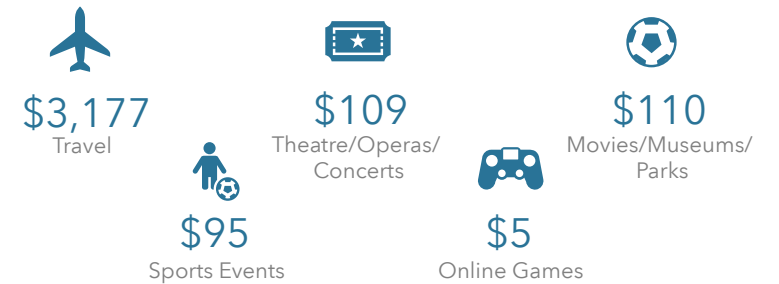 $3,177
Travel
$109
Theatre/Operas/
Concerts
$110
Movies/Museums/
Parks
$95
Sports Events
$5
Online Games